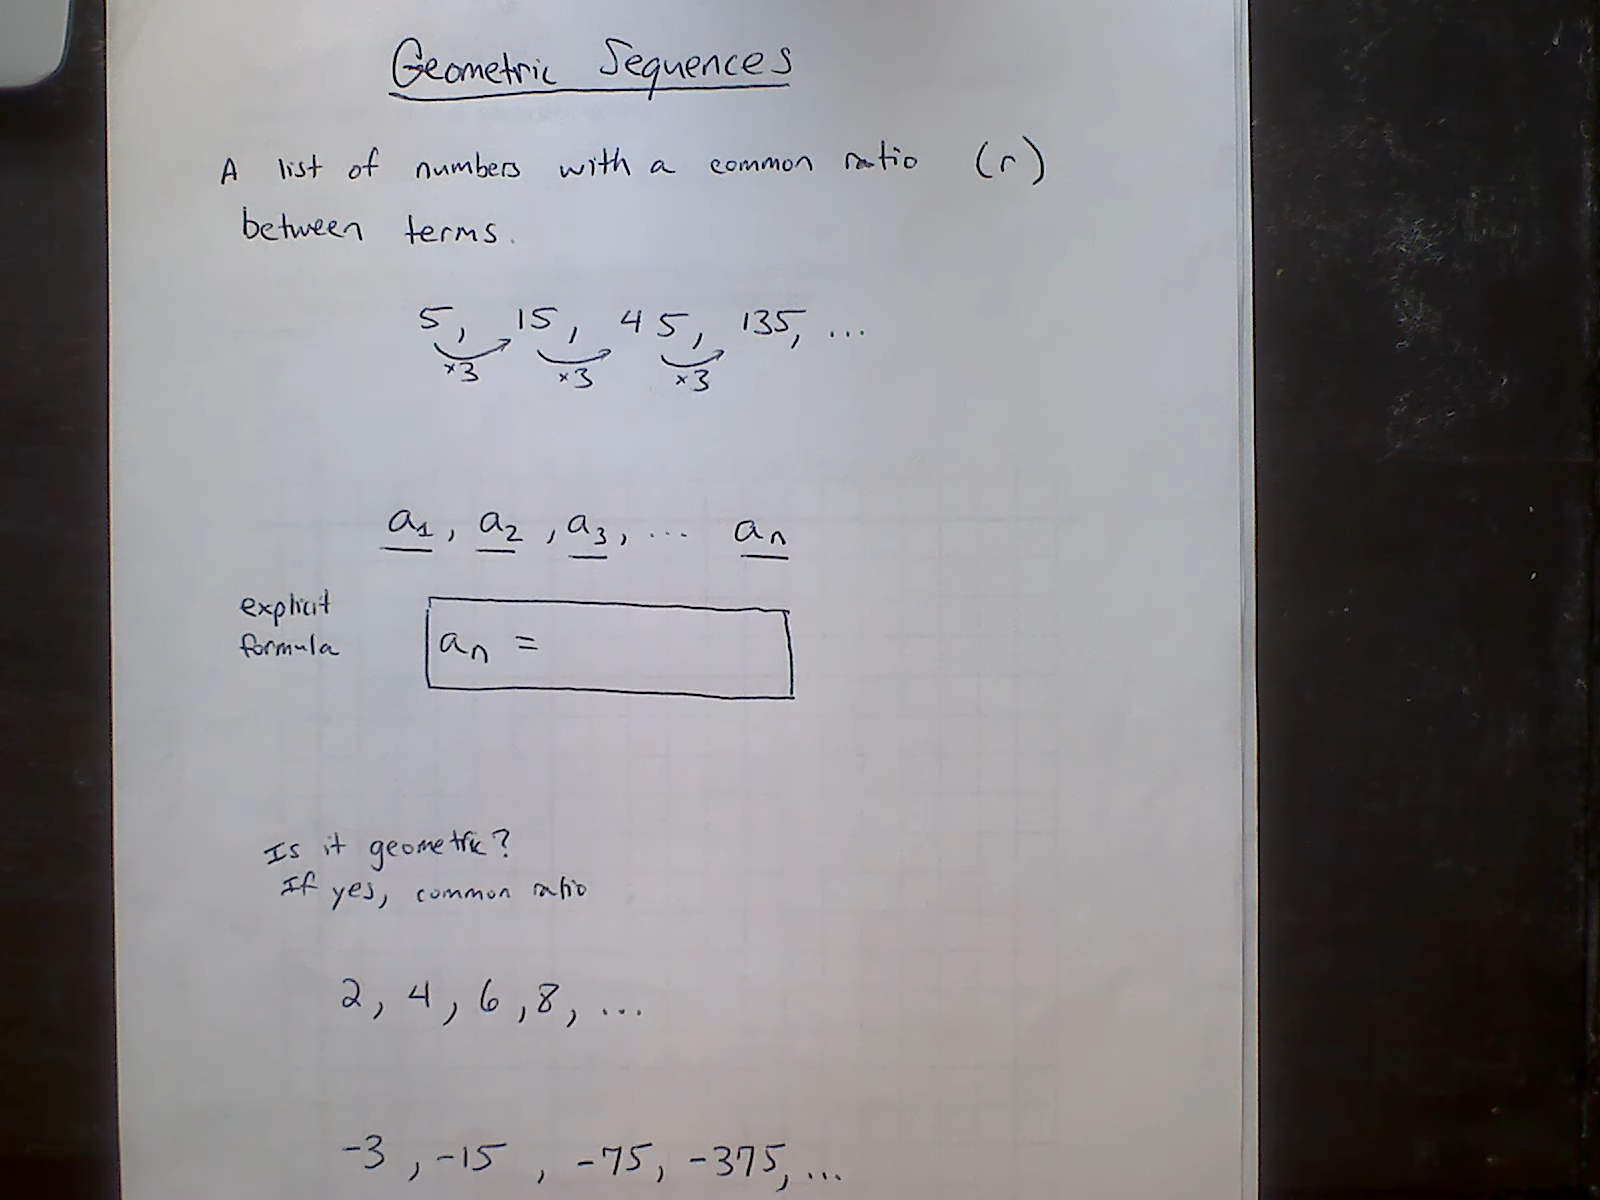 Geometric Sequences
A list of numbers with a common ratio (r)
between terms.
5, 15, 45, 135, ...
×3 ×3 ×3
a₁, a₂, a₃, ... aₙ
explicit
formula
aₙ =
Is it geometric?
If yes, common ratio
2, 4, 6, 8, ...
-3, -15, -75, -375, ...